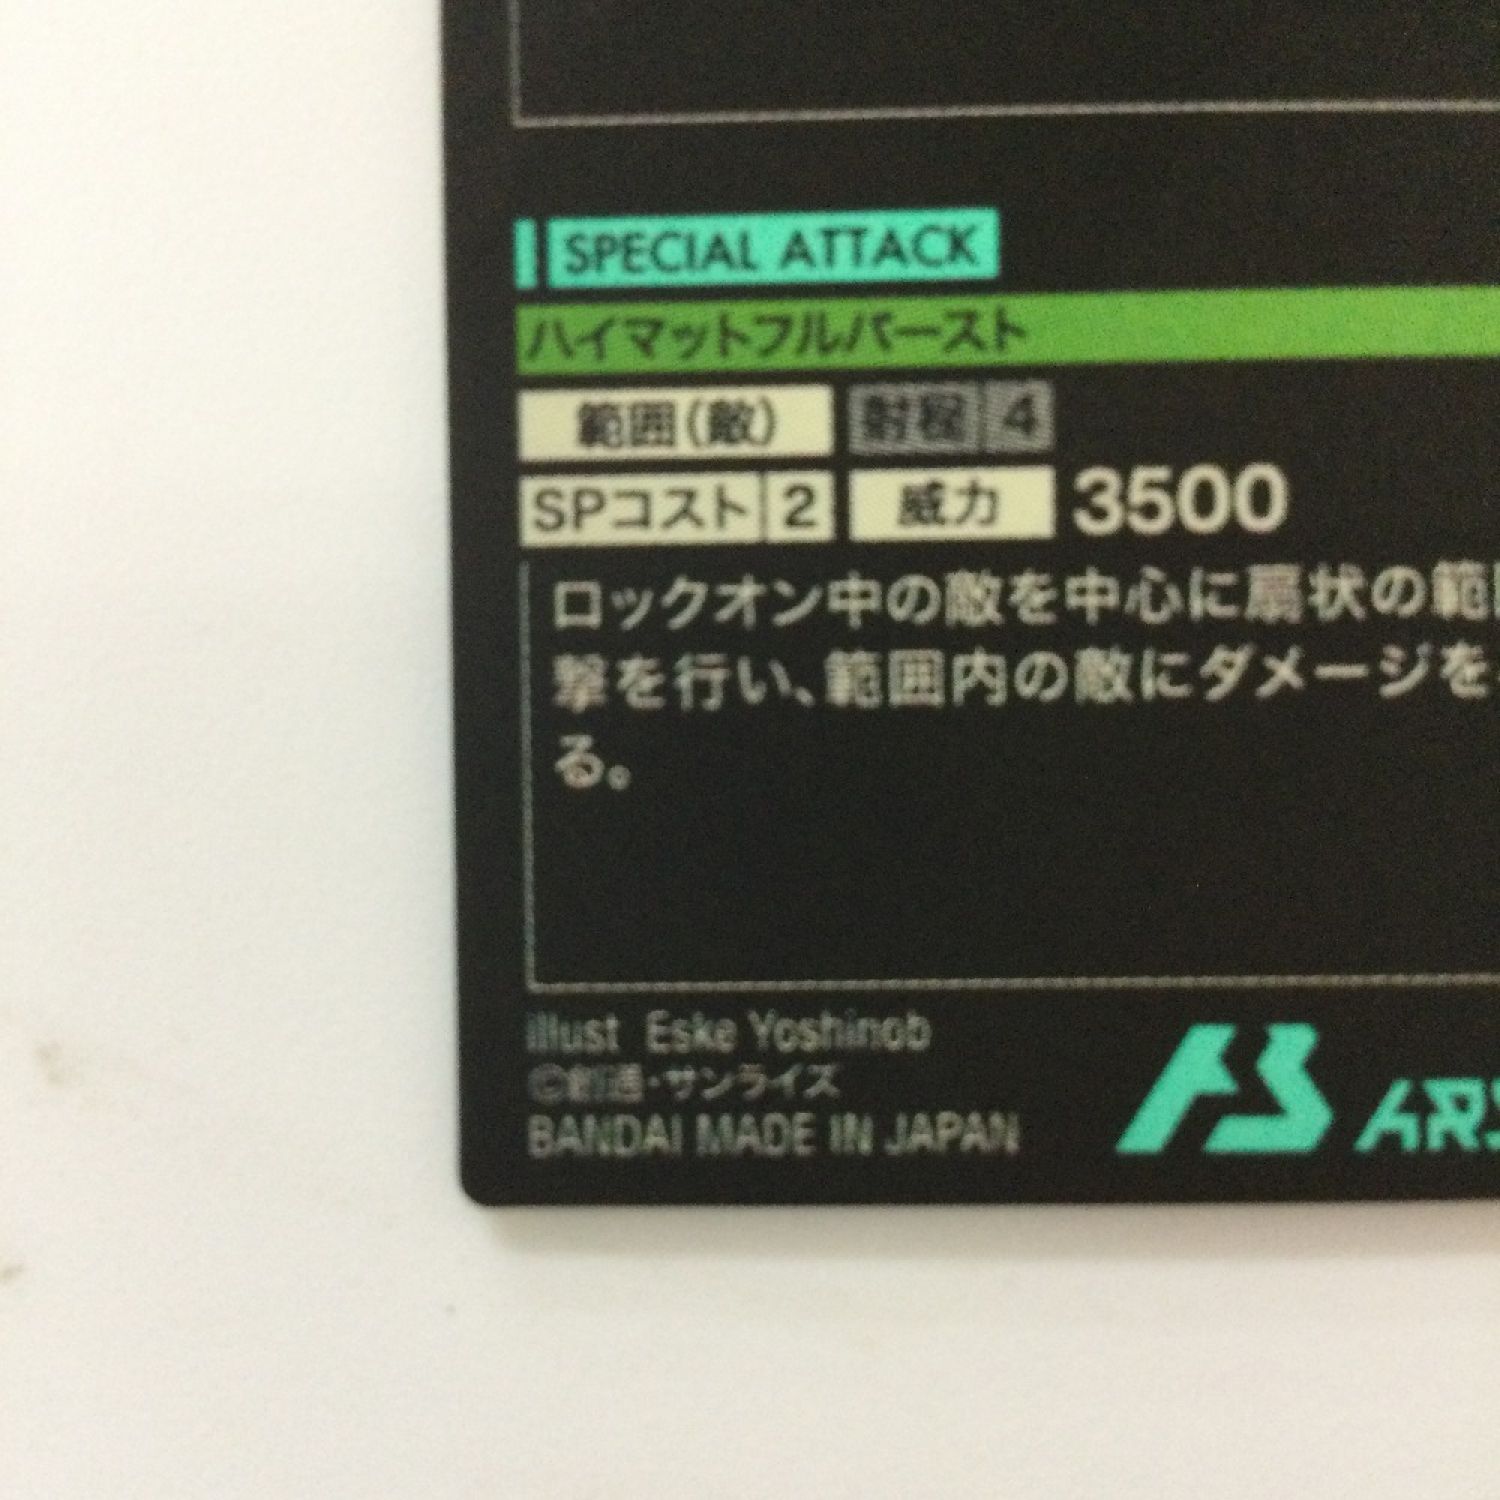 SPECIAL ATTACK
ハイマットフルバースト
範囲(敵) 射程 4
SPコスト 2 威力 3500
ロックオン中の敵を中心に扇状の範囲
撃を行い、範囲内の敵にダメージを
る。
illust Eske Yoshinob
©創通・サンライズ
BANDAI MADE IN JAPAN
AB ARS